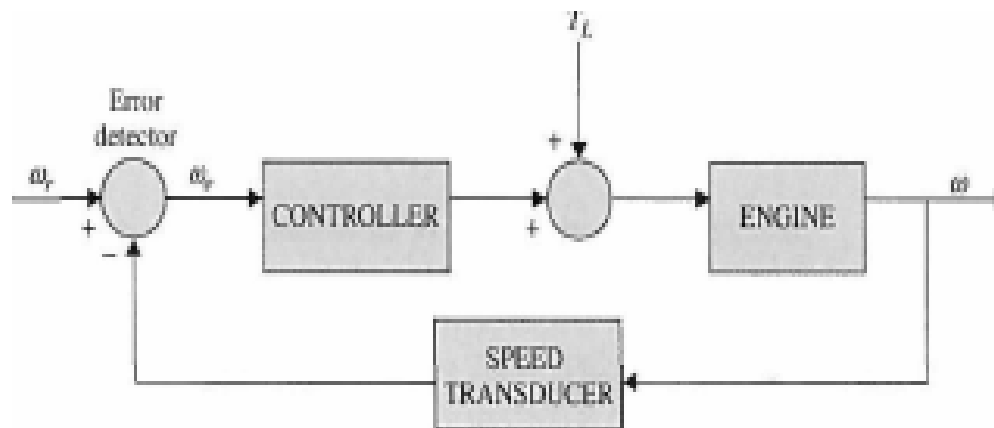 T_L
Error
detector
ω_r
+
−
ω_e
CONTROLLER
+
+
ENGINE
ω
SPEED
TRANSDUCER